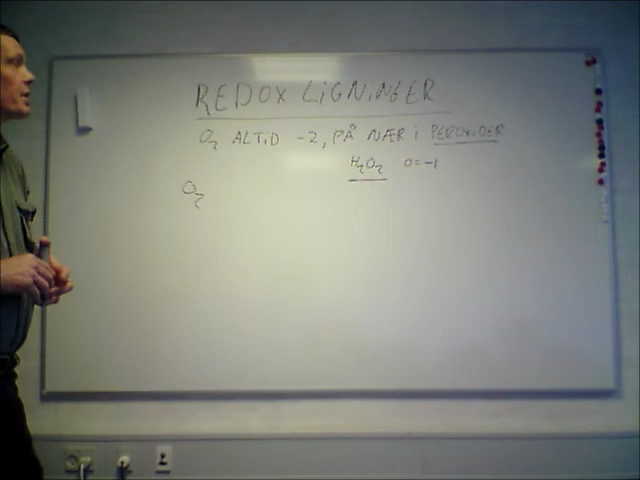 REDOX LiGNiNGER
O₂ ALTiD -2, PÅ NÆR i PEROXiDER
H₂O₂ O=-1
O₂